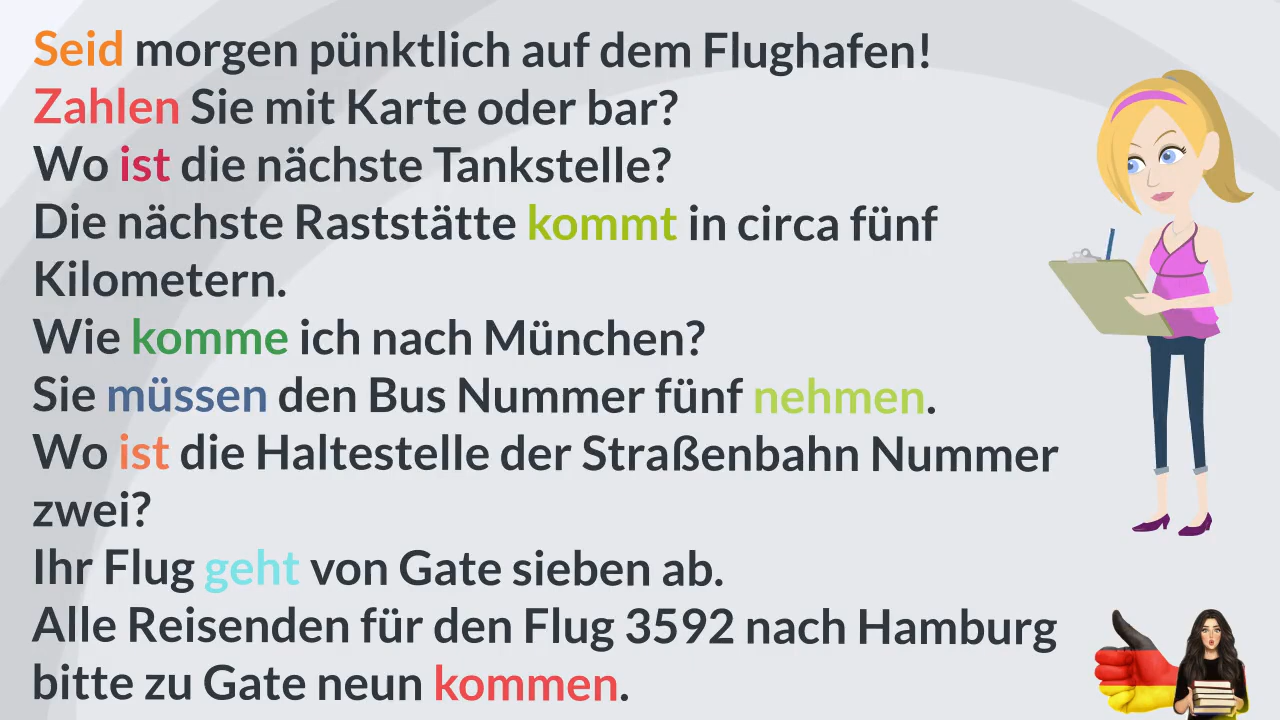 Seid morgen pünktlich auf dem Flughafen!
Zahlen Sie mit Karte oder bar?
Wo ist die nächste Tankstelle?
Die nächste Raststätte kommt in circa fünf
Kilometern.
Wie komme ich nach München?
Sie müssen den Bus Nummer fünf nehmen.
Wo ist die Haltestelle der Straßenbahn Nummer
zwei?
Ihr Flug geht von Gate sieben ab.
Alle Reisenden für den Flug 3592 nach Hamburg
bitte zu Gate neun kommen.